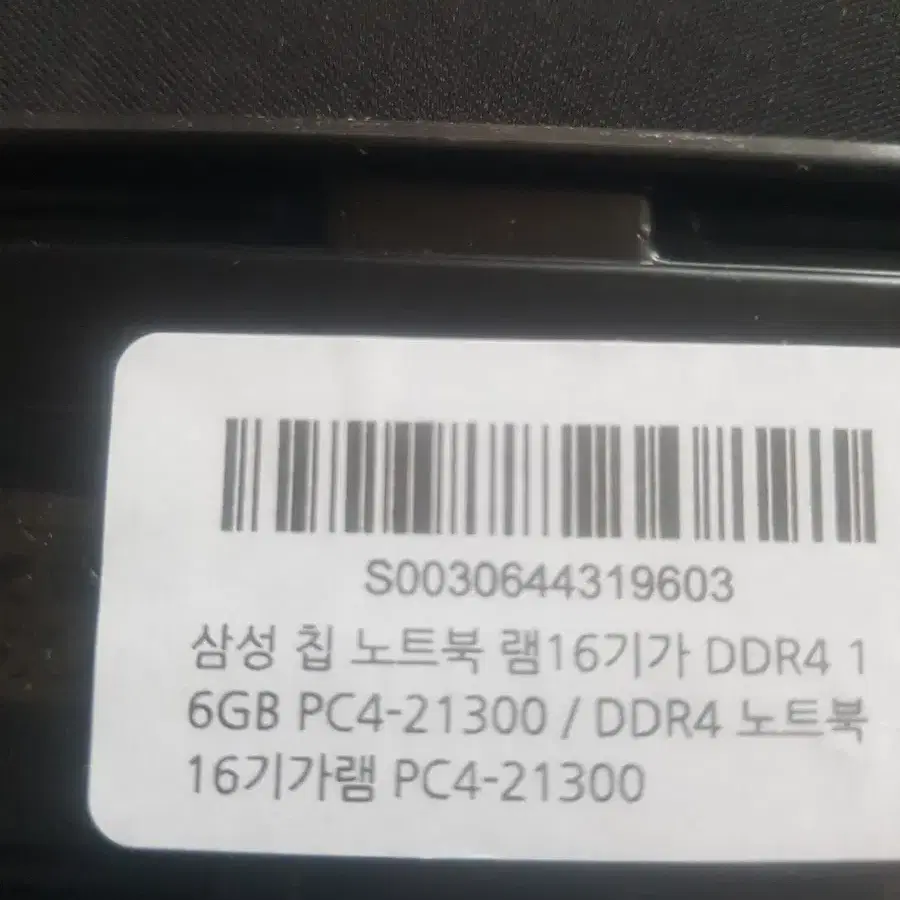 S0030644319603
삼성 칩 노트북 램16기가 DDR4 1
6GB PC4-21300 / DDR4 노트북
16기가램 PC4-21300